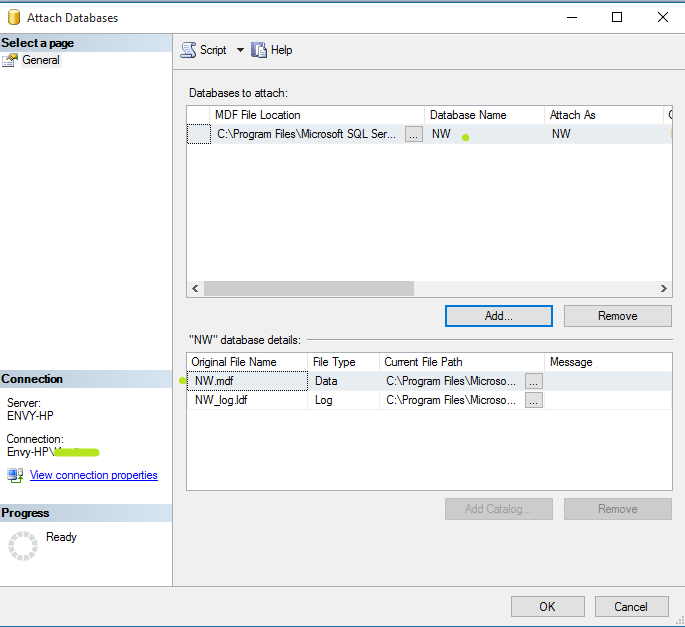 Attach Databases
Select a page
General
Script
Help
Databases to attach:
MDF File Location Database Name Attach As
C:\Program Files\Microsoft SQL Ser... ... NW NW
Add... Remove
"NW" database details:
Original File Name File Type Current File Path Message
NW.mdf Data C:\Program Files\Microso... ...
NW_log.ldf Log C:\Program Files\Microso... ...
Add Catalog... Remove
Connection
Server:
ENVY-HP
Connection:
Envy-HP\
View connection properties
Progress
Ready
OK Cancel